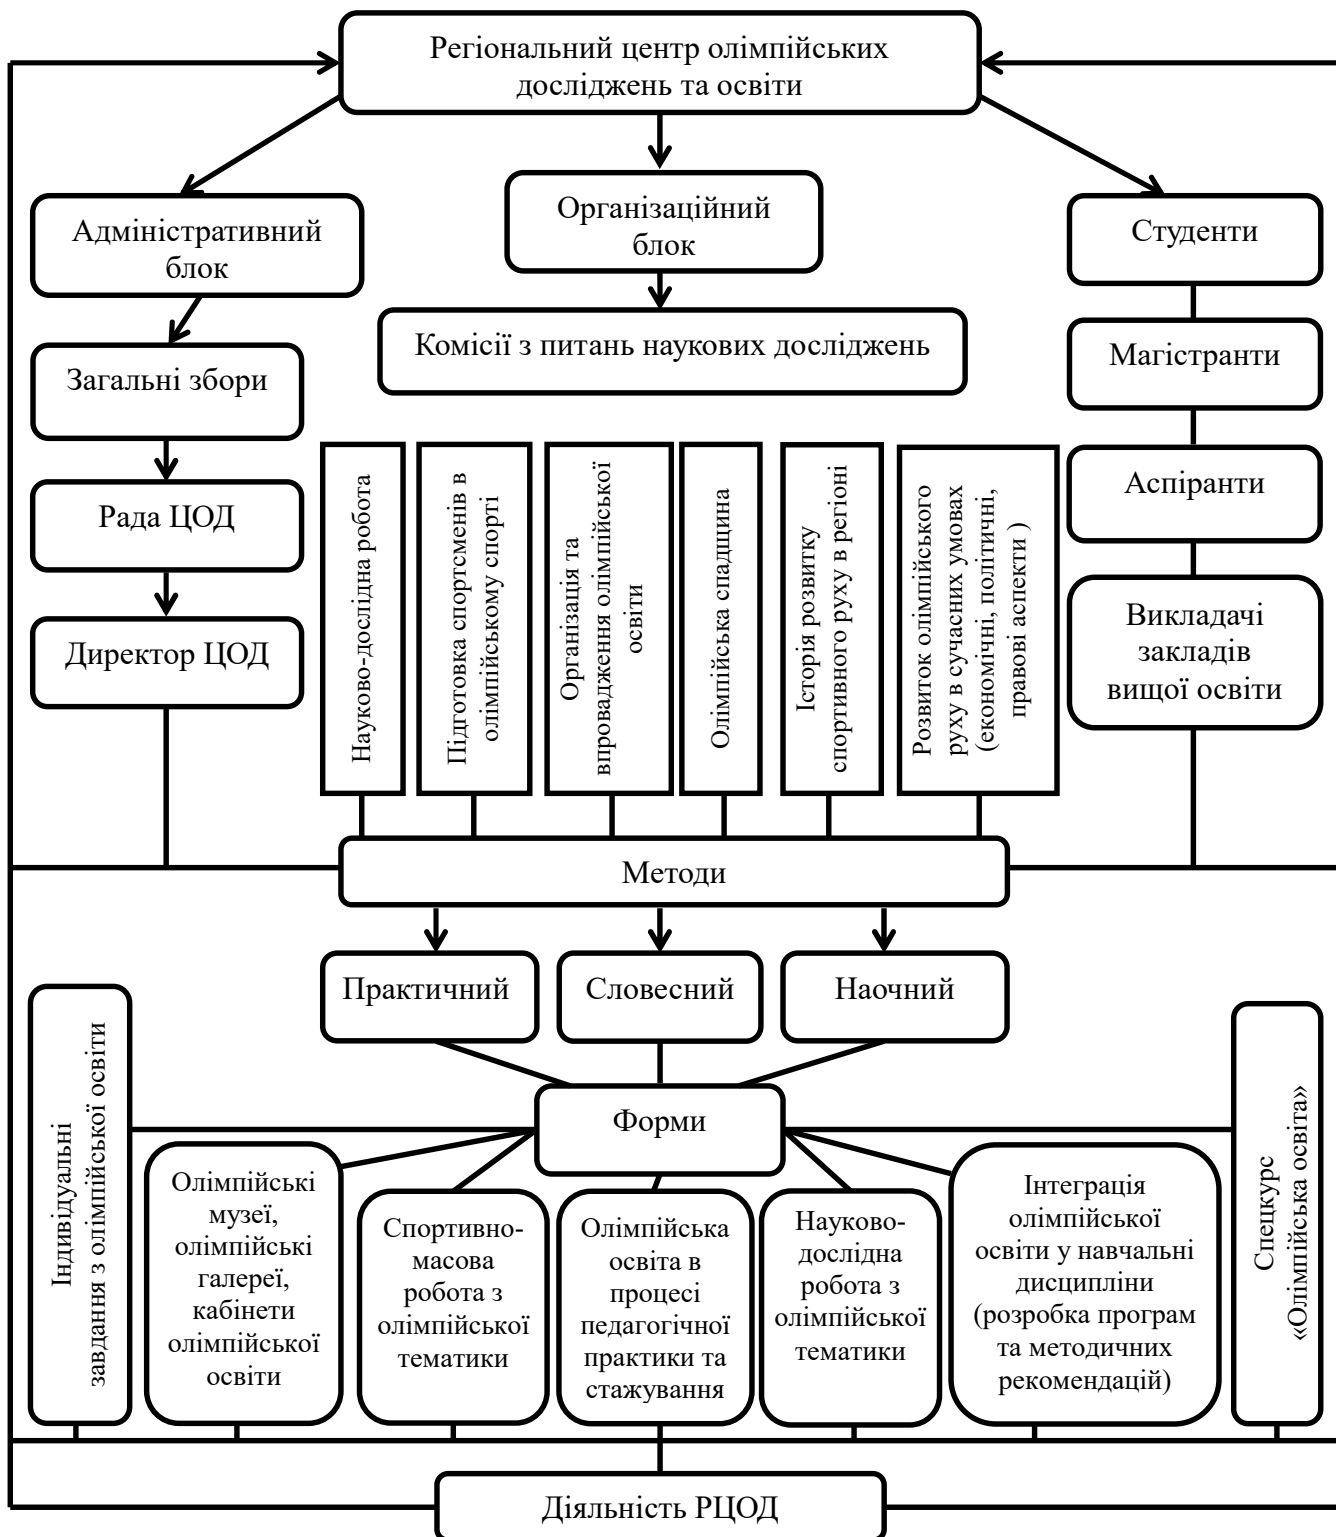 Регіональний центр олімпійських
досліджень та освіти
Адміністративний
блок
Організаційний
блок
Студенти
Комісії з питань наукових досліджень
Магістранти
Загальні збори
Аспіранти
Рада ЦОД
Викладачі
закладів
вищої освіти
Директор ЦОД
Науково-дослідна робота
Підготовка спортсменів в
олімпійському спорті
Організація та
впровадження олімпійської
освіти
Олімпійська спадщина
Історія розвитку
спортивного руху в регіоні
Розвиток олімпійського
руху в сучасних умовах
(економічні, політичні,
правові аспекти )
Методи
Практичний
Словесний
Наочний
Форми
Індивідуальні
завдання з олімпійської освіти
Олімпійські
музеї,
олімпійські
галереї,
кабінети
олімпійської
освіти
Спортивно-
масова
робота з
олімпійської
тематики
Олімпійська
освіта в
процесі
педагогічної
практики та
стажування
Науково-
дослідна
робота з
олімпійської
тематики
Інтеграція
олімпійської
освіти у навчальні
дисципліни
(розробка програм
та методичних
рекомендацій)
Спецкурс
«Олімпійська освіта»
Діяльність РЦОД